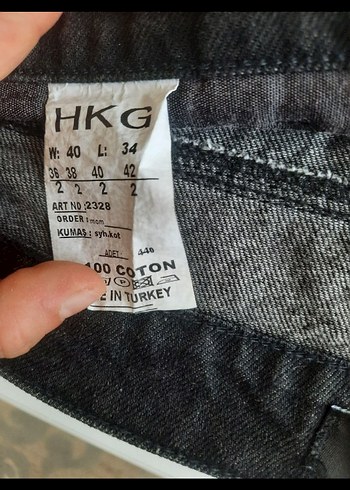 HKG
W: 40 L: 34
36 38 40 42
2 2 2 2
ART NO:2328
ORDER:
KUMAŞ: syh.kot
ADET
100 COTON
E IN TURKEY